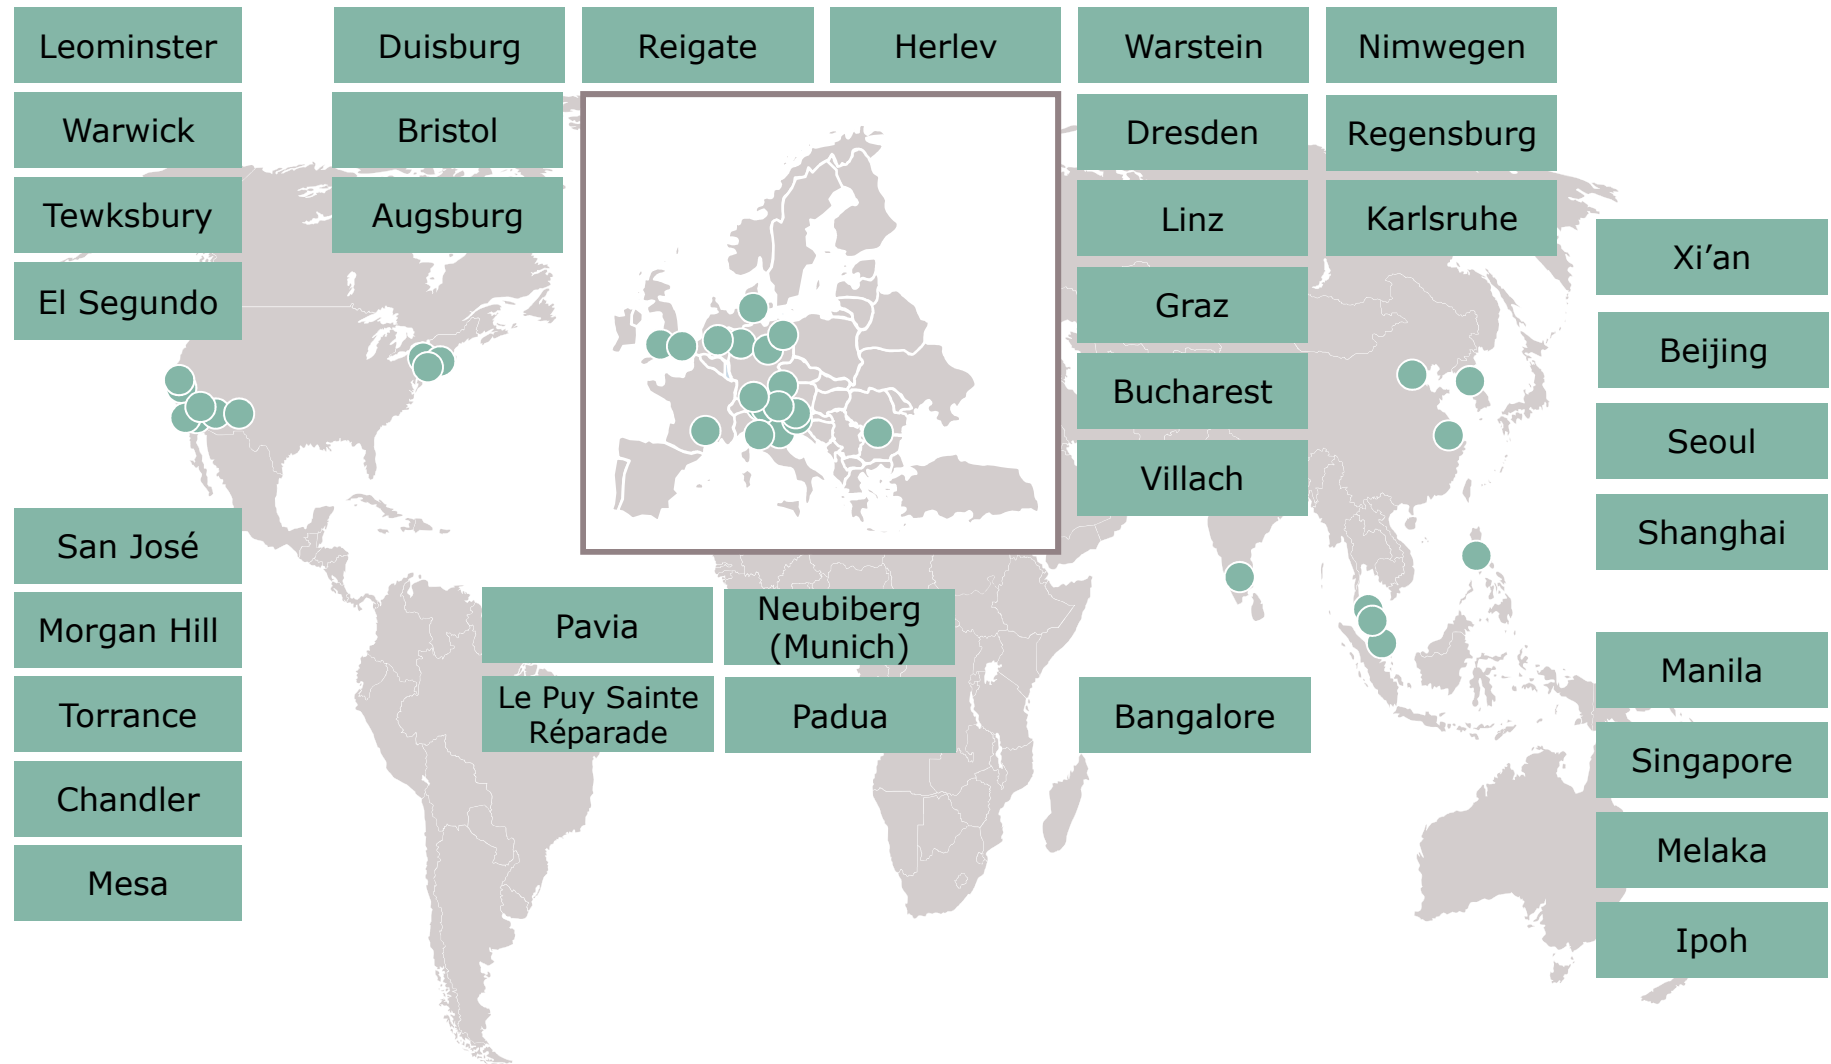 Leominster
Duisburg
Reigate
Herlev
Warstein
Nimwegen
Warwick
Bristol
Dresden
Regensburg
Tewksbury
Augsburg
Linz
Karlsruhe
Xi’an
El Segundo
Graz
Beijing
Bucharest
Seoul
Villach
Shanghai
San José
Morgan Hill
Pavia
Neubiberg
(Munich)
Manila
Torrance
Le Puy Sainte
Réparade
Padua
Bangalore
Singapore
Chandler
Melaka
Mesa
Ipoh